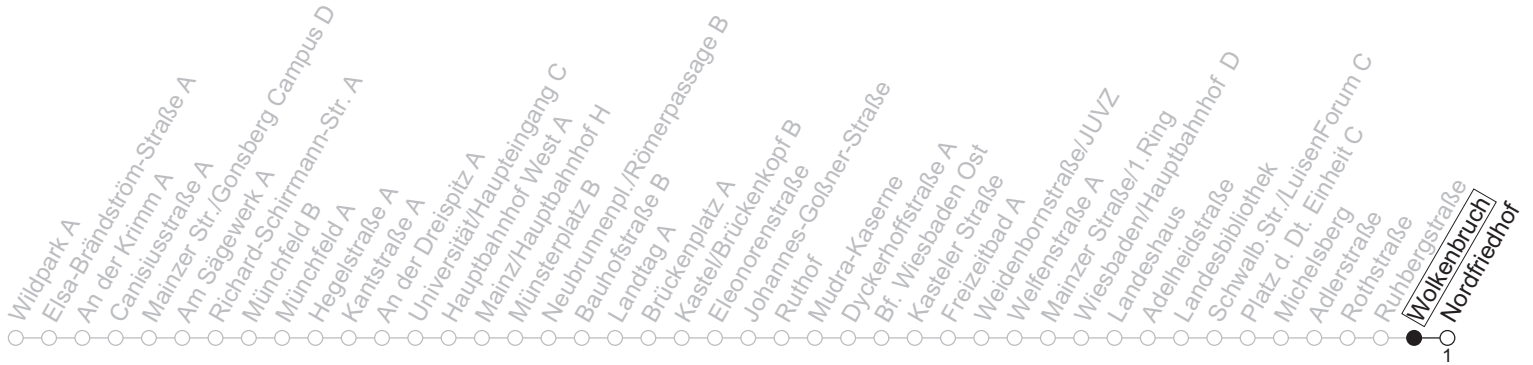 Wildpark A
Elsa-Brändström-Straße A
An der Krimm A
Canisiusstraße A
Mainzer Str./Gonsberg Campus D
Am Sägewerk A
Richard-Schirrmann-Str. A
Münchfeld B
Münchfeld A
Hegelstraße A
Kantstraße A
An der Dreispitz A
Universität/Haupteingang C
Hauptbahnhof West A
Mainz/Hauptbahnhof H
Münsterplatz B
Neubrunnenpl./Römerpassage B
Bauhofstraße B
Landtag A
Brückenplatz A
Kastel/Brückenkopf B
Eleonorenstraße
Johannes-Goßner-Straße
Ruthof
Mudra-Kaserne
Dyckerhoffstraße A
Bf. Wiesbaden Ost
Kasteler Straße
Freizeitbad A
Weidenbornstraße/JUVZ
Welfenstraße A
Mainzer Straße/1.Ring
Wiesbaden/Hauptbahnhof D
Landeshaus
Adelheidstraße
Landesbibliothek
Schwalb.Str./LuisenForum C
Platz d. Dt. Einheit C
Michelsberg
Adlerstraße
Rothstraße
Ruhbergstraße
Wolkenbruch
Nordfriedhof
1